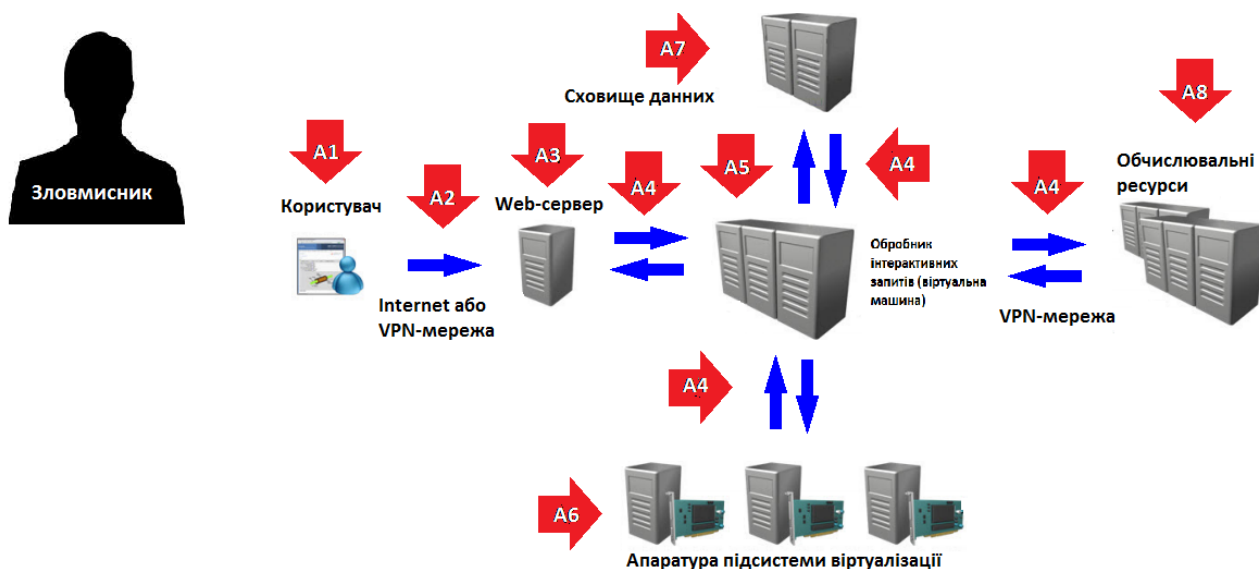 A7
Сховище данних
A8
A1
A3
A4
A5
A4
A4
Обчислювальні
ресурси
Зловмисник
Користувач
A2
Web-сервер
Обробник
інтерактивних
запитів (віртуальна
машина)
Internet або
VPN-мережа
VPN-мережа
A4
A6
Апаратура підсистеми віртуалізації